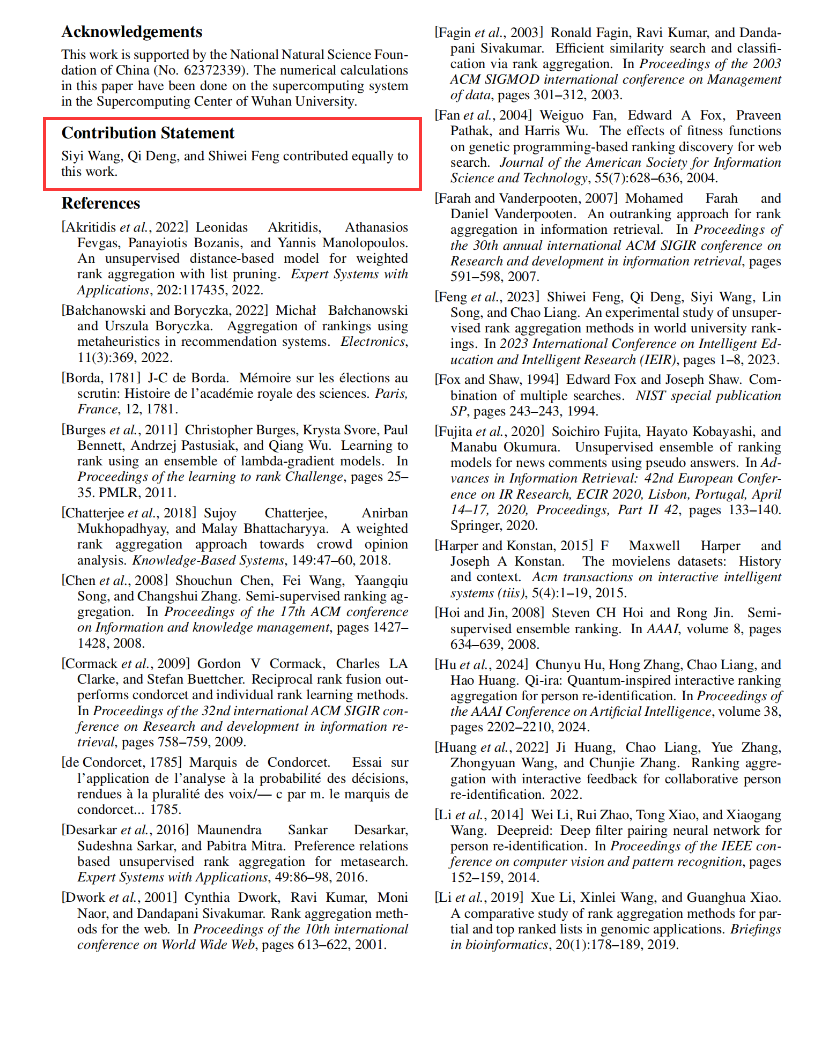 Acknowledgements
This work is supported by the National Natural Science Foun-
dation of China (No. 62372339). The numerical calculations
in this paper have been done on the supercomputing system
in the Supercomputing Center of Wuhan University.
Contribution Statement
Siyi Wang, Qi Deng, and Shiwei Feng contributed equally to
this work.
References
[Akritidis et al., 2022] Leonidas Akritidis, Athanasios
Fevgas, Panayiotis Bozanis, and Yannis Manolopoulos.
An unsupervised distance-based model for weighted
rank aggregation with list pruning. Expert Systems with
Applications, 202:117435, 2022.
[Bałchanowski and Boryczka, 2022] Michał Bałchanowski
and Urszula Boryczka. Aggregation of rankings using
metaheuristics in recommendation systems. Electronics,
11(3):369, 2022.
[Borda, 1781] J-C de Borda. Mémoire sur les élections au
scrutin: Histoire de l'académie royale des sciences. Paris,
France, 12, 1781.
[Burges et al., 2011] Christopher Burges, Krysta Svore, Paul
Bennett, Andrzej Pastusiak, and Qiang Wu. Learning to
rank using an ensemble of lambda-gradient models. In
Proceedings of the learning to rank Challenge, pages 25–
35. PMLR, 2011.
[Chatterjee et al., 2018] Sujoy Chatterjee, Anirban
Mukhopadhyay, and Malay Bhattacharyya. A weighted
rank aggregation approach towards crowd opinion
analysis. Knowledge-Based Systems, 149:47–60, 2018.
[Chen et al., 2008] Shouchun Chen, Fei Wang, Yaangqiu
Song, and Changshui Zhang. Semi-supervised ranking ag-
gregation. In Proceedings of the 17th ACM conference
on Information and knowledge management, pages 1427–
1428, 2008.
[Cormack et al., 2009] Gordon V Cormack, Charles LA
Clarke, and Stefan Buettcher. Reciprocal rank fusion out-
performs condorcet and individual rank learning methods.
In Proceedings of the 32nd international ACM SIGIR con-
ference on Research and development in information re-
trieval, pages 758–759, 2009.
[de Condorcet, 1785] Marquis de Condorcet. Essai sur
l'application de l'analyse à la probabilité des décisions,
rendues à la pluralité des voix/— c par m. le marquis de
condorcet... 1785.
[Desarkar et al., 2016] Maunendra Sankar Desarkar,
Sudeshna Sarkar, and Pabitra Mitra. Preference relations
based unsupervised rank aggregation for metasearch.
Expert Systems with Applications, 49:86–98, 2016.
[Dwork et al., 2001] Cynthia Dwork, Ravi Kumar, Moni
Naor, and Dandapani Sivakumar. Rank aggregation meth-
ods for the web. In Proceedings of the 10th international
conference on World Wide Web, pages 613–622, 2001.
[Fagin et al., 2003] Ronald Fagin, Ravi Kumar, and Danda-
pani Sivakumar. Efficient similarity search and classifi-
cation via rank aggregation. In Proceedings of the 2003
ACM SIGMOD international conference on Management
of data, pages 301–312, 2003.
[Fan et al., 2004] Weiguo Fan, Edward A Fox, Praveen
Pathak, and Harris Wu. The effects of fitness functions
on genetic programming-based ranking discovery for web
search. Journal of the American Society for Information
Science and Technology, 55(7):628–636, 2004.
[Farah and Vanderpooten, 2007] Mohamed Farah and
Daniel Vanderpooten. An outranking approach for rank
aggregation in information retrieval. In Proceedings of
the 30th annual international ACM SIGIR conference on
Research and development in information retrieval, pages
591–598, 2007.
[Feng et al., 2023] Shiwei Feng, Qi Deng, Siyi Wang, Lin
Song, and Chao Liang. An experimental study of unsuper-
vised rank aggregation methods in world university rank-
ings. In 2023 International Conference on Intelligent Ed-
ucation and Intelligent Research (IEIR), pages 1–8, 2023.
[Fox and Shaw, 1994] Edward Fox and Joseph Shaw. Com-
bination of multiple searches. NIST special publication
SP, pages 243–243, 1994.
[Fujita et al., 2020] Soichiro Fujita, Hayato Kobayashi, and
Manabu Okumura. Unsupervised ensemble of ranking
models for news comments using pseudo answers. In Ad-
vances in Information Retrieval: 42nd European Confer-
ence on IR Research, ECIR 2020, Lisbon, Portugal, April
14–17, 2020, Proceedings, Part II 42, pages 133–140.
Springer, 2020.
[Harper and Konstan, 2015] F Maxwell Harper and
Joseph A Konstan. The movielens datasets: History
and context. Acm transactions on interactive intelligent
systems (tiis), 5(4):1–19, 2015.
[Hoi and Jin, 2008] Steven CH Hoi and Rong Jin. Semi-
supervised ensemble ranking. In AAAI, volume 8, pages
634–639, 2008.
[Hu et al., 2024] Chunyu Hu, Hong Zhang, Chao Liang, and
Hao Huang. Qi-ira: Quantum-inspired interactive ranking
aggregation for person re-identification. In Proceedings of
the AAAI Conference on Artificial Intelligence, volume 38,
pages 2202–2210, 2024.
[Huang et al., 2022] Ji Huang, Chao Liang, Yue Zhang,
Zhongyuan Wang, and Chunjie Zhang. Ranking aggre-
gation with interactive feedback for collaborative person
re-identification. 2022.
[Li et al., 2014] Wei Li, Rui Zhao, Tong Xiao, and Xiaogang
Wang. Deepreid: Deep filter pairing neural network for
person re-identification. In Proceedings of the IEEE con-
ference on computer vision and pattern recognition, pages
152–159, 2014.
[Li et al., 2019] Xue Li, Xinlei Wang, and Guanghua Xiao.
A comparative study of rank aggregation methods for par-
tial and top ranked lists in genomic applications. Briefings
in bioinformatics, 20(1):178–189, 2019.